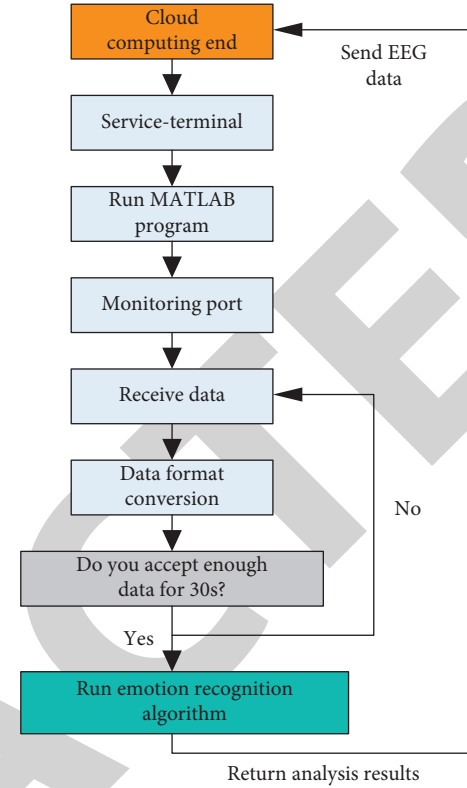 Cloud
computing end
Send EEG
data
Service-terminal
Run MATLAB
program
Monitoring port
Receive data
Data format
conversion
No
Do you accept enough
data for 30s?
Yes
Run emotion recognition
algorithm
Return analysis results